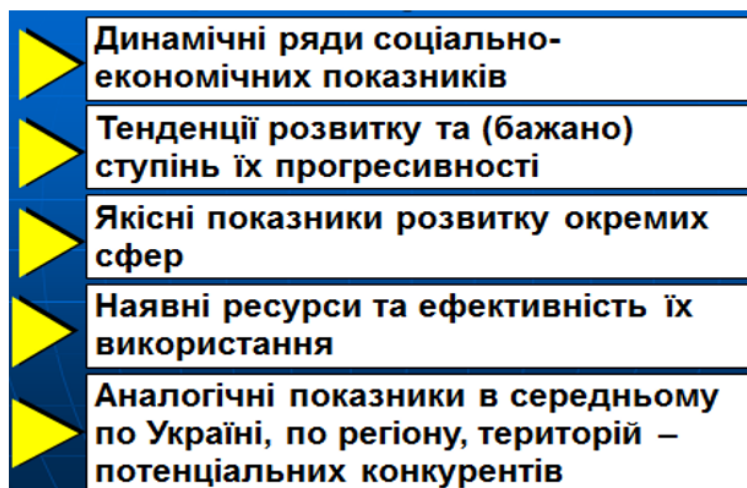 Динамічні ряди соціально-
економічних показників
Тенденції розвитку та (бажано)
ступінь їх прогресивності
Якісні показники розвитку окремих
сфер
Наявні ресурси та ефективність їх
використання
Аналогічні показники в середньому
по Україні, по регіону, територій –
потенціальних конкурентів